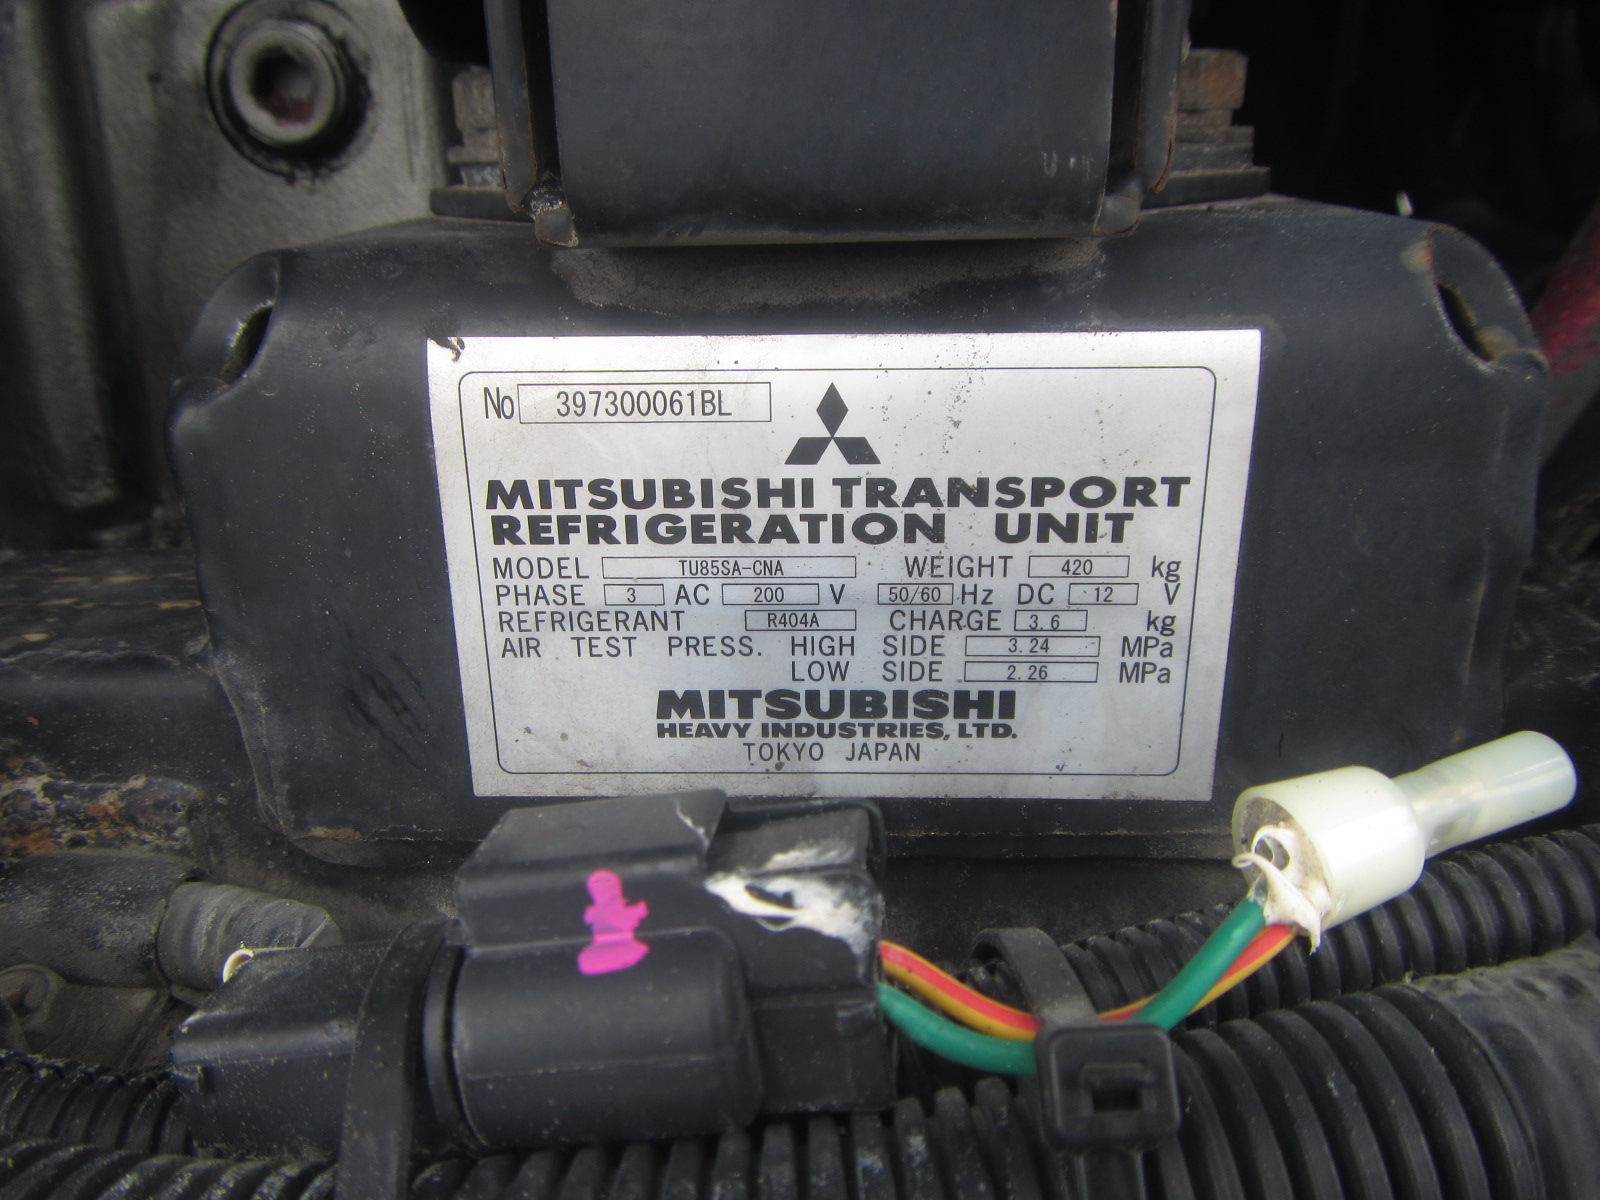 No 397300061BL
MITSUBISHI TRANSPORT
REFRIGERATION UNIT
MODEL TU85SA-CNA WEIGHT 420 kg
PHASE 3 AC 200 V 50/60 Hz DC 12 V
REFRIGERANT R404A CHARGE 3.6 kg
AIR TEST PRESS. HIGH SIDE 3.24 MPa
LOW SIDE 2.26 MPa
MITSUBISHI
HEAVY INDUSTRIES, LTD.
TOKYO JAPAN